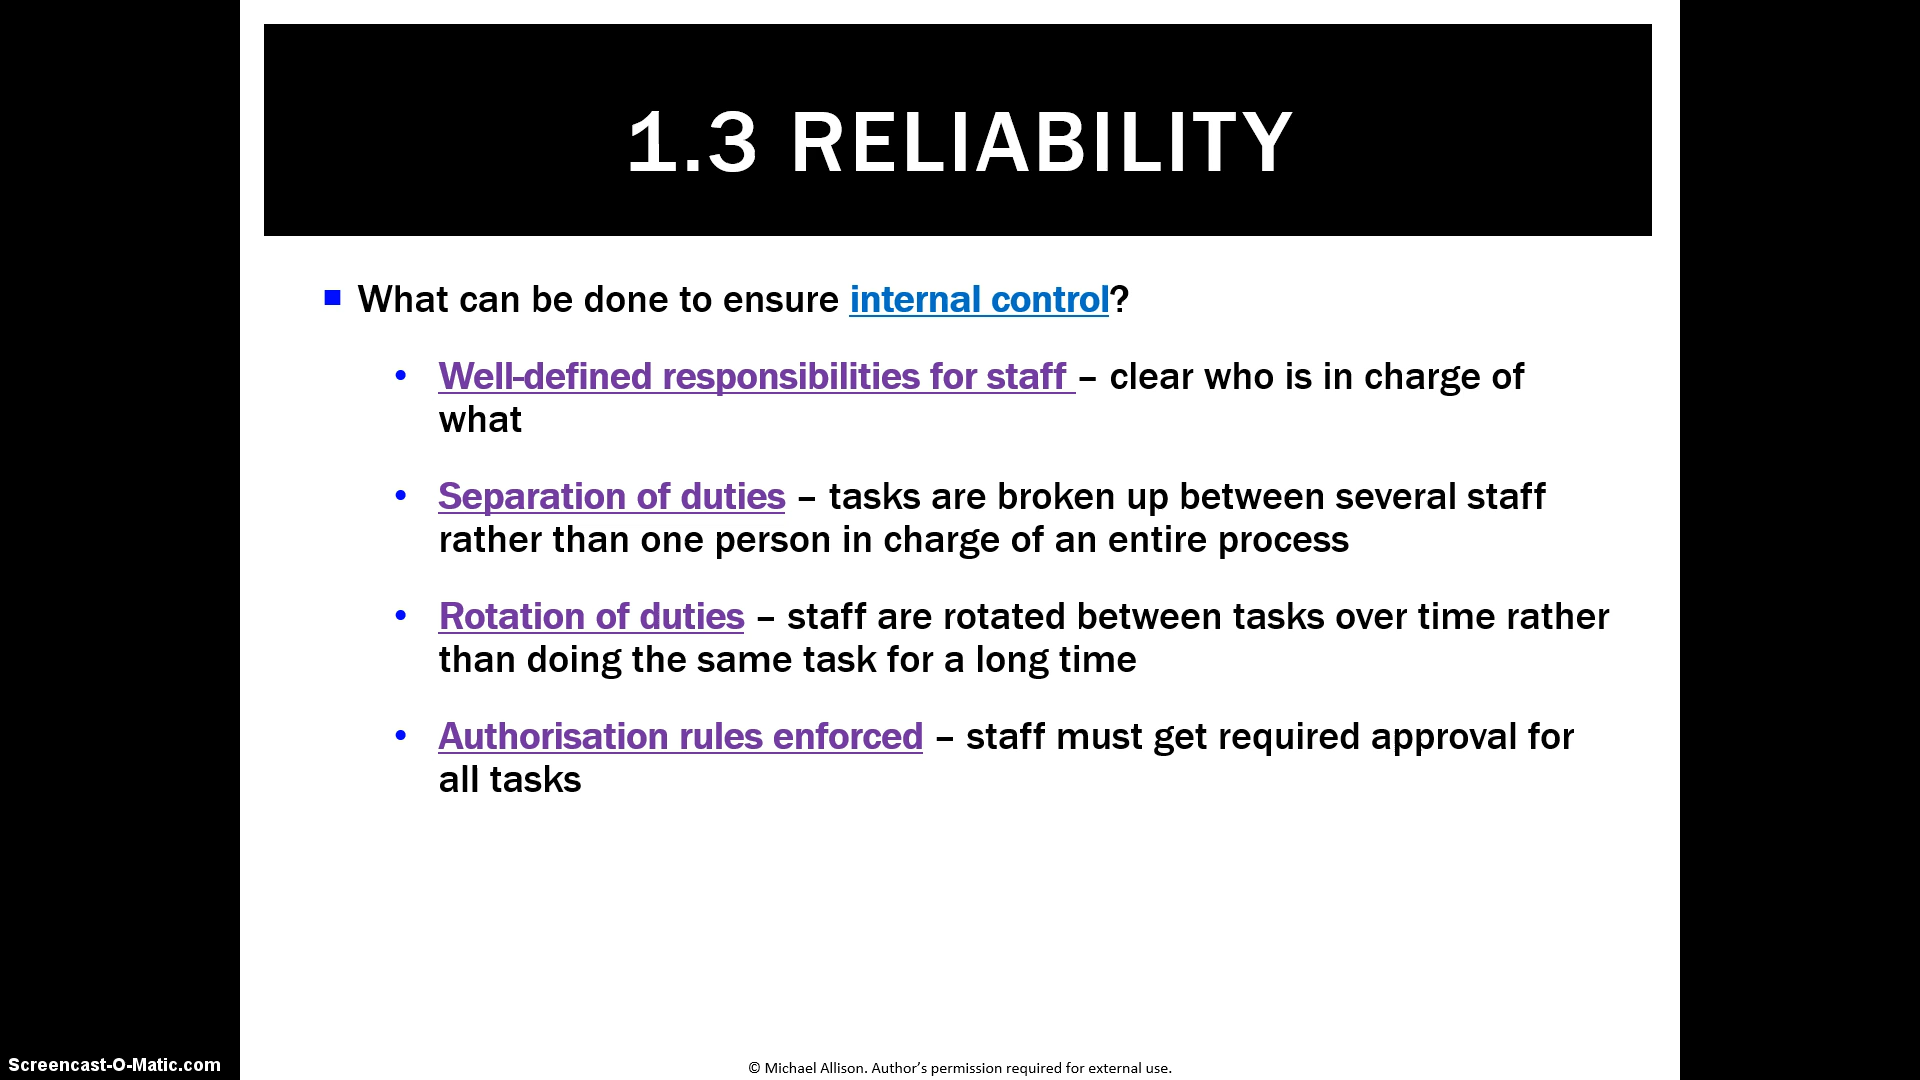 1.3 RELIABILITY
What can be done to ensure internal control?
Well-defined responsibilities for staff – clear who is in charge of
what
Separation of duties – tasks are broken up between several staff
rather than one person in charge of an entire process
Rotation of duties – staff are rotated between tasks over time rather
than doing the same task for a long time
Authorisation rules enforced – staff must get required approval for
all tasks
Screencast-O-Matic.com
© Michael Allison. Author’s permission required for external use.